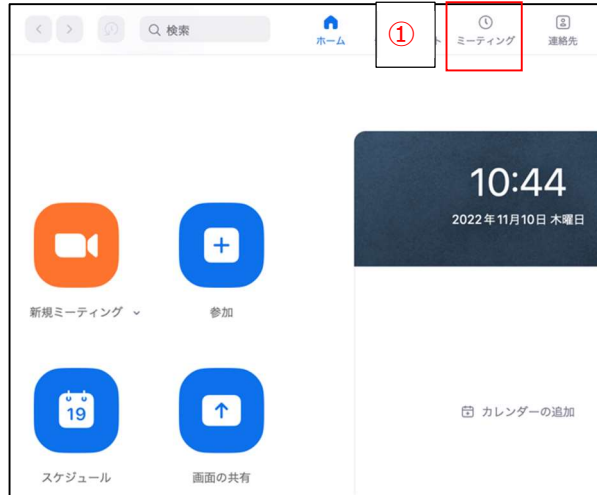 検索
ホーム
①
ト
ミーティング
連絡先
10:44
2022年11月10日 木曜日
新規ミーティング
参加
19
スケジュール
画面の共有
カレンダーの追加